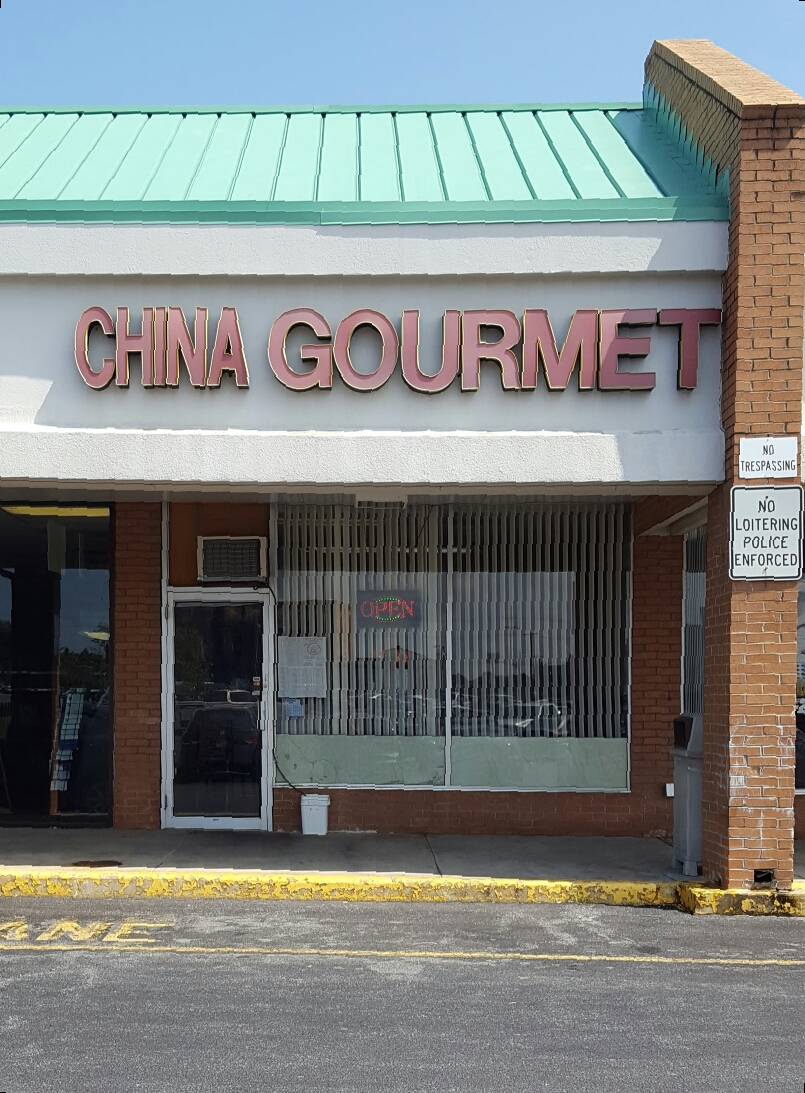 CHINA GOURMET
NO
TRESPASSING
NO
LOITERING
POLICE
ENFORCED
OPEN
ANE